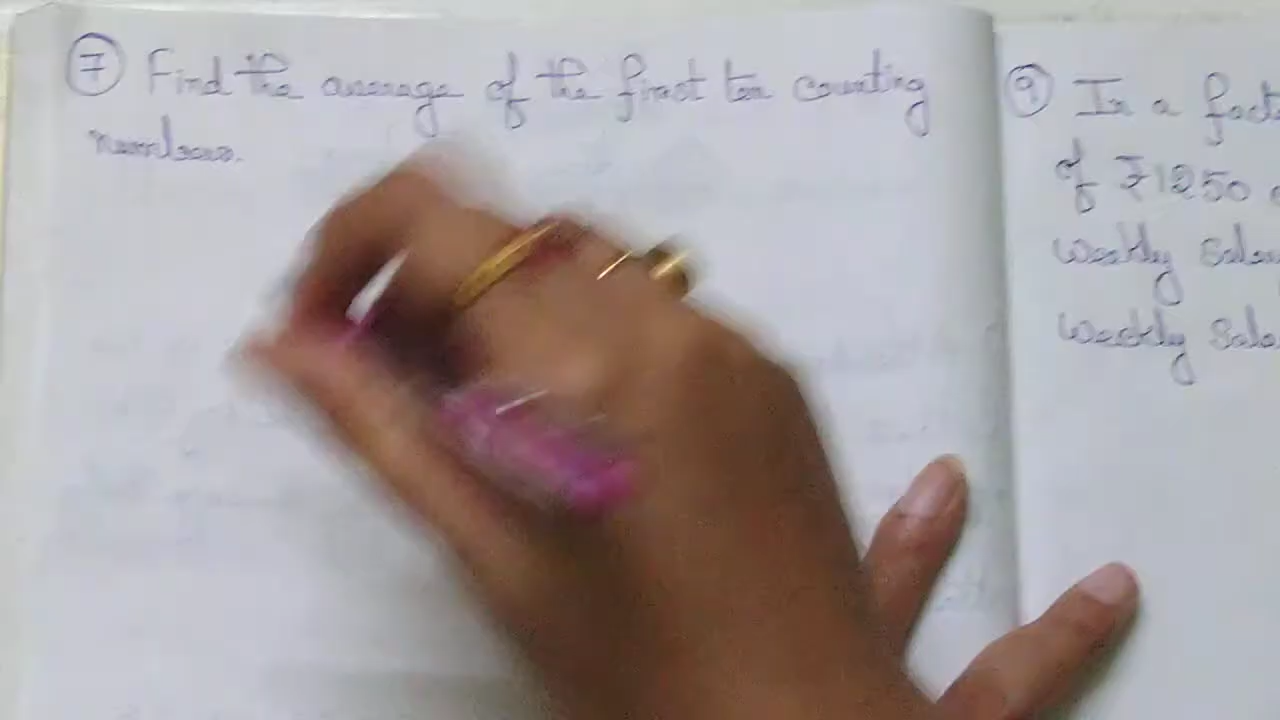 7 Find the average of the first ten counting
numbers.
9 In a fact
of ₹1250
weekly Sala
weekly Sala